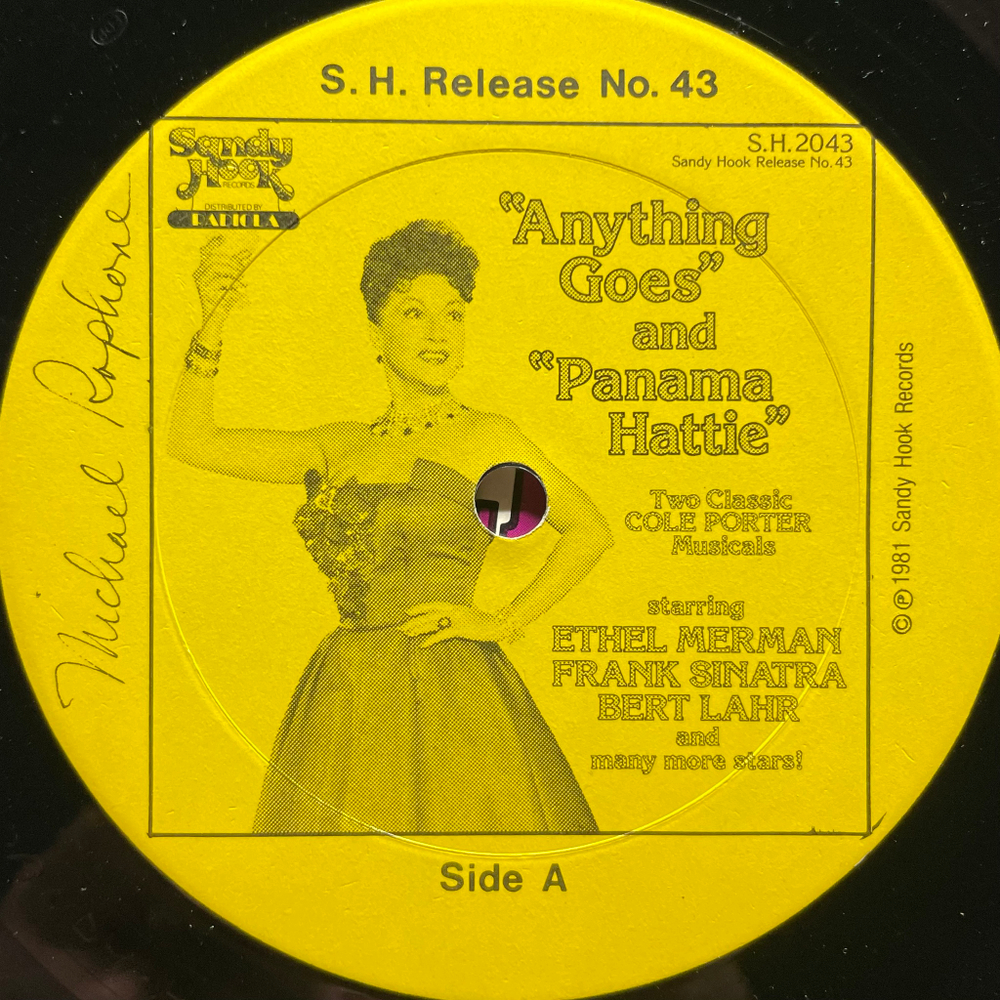 S. H. Release No. 43
Sandy
Hook
RECORDS
DISTRIBUTED BY
RADIOLA
S.H. 2043
Sandy Hook Release No. 43
"Anything
Goes"
and
"Panama
Hattie"
Two Classic
COLE PORTER
Musicals
starring
ETHEL MERMAN
FRANK SINATRA
BERT LAHR
and
many more stars!
Michael Rophone
©℗1981 Sandy Hook Records
Side A